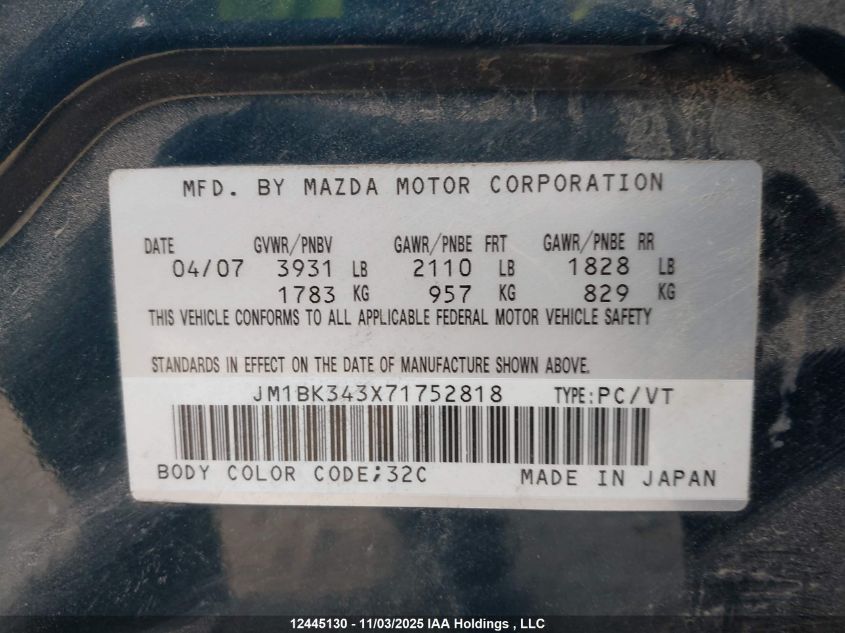 MFD. BY MAZDA MOTOR CORPORATION
DATE GVWR/PNBV GAWR/PNBE FRT GAWR/PNBE RR
04/07 3931 LB 2110 LB 1828 LB
1783 KG 957 KG 829 KG
THIS VEHICLE CONFORMS TO ALL APPLICABLE FEDERAL MOTOR VEHICLE SAFETY
STANDARDS IN EFFECT ON THE DATE OF MANUFACTURE SHOWN ABOVE.
JM1BK343X71752818 TYPE:PC/VT
BODY COLOR CODE;32C MADE IN JAPAN
12445130 - 11/03/2025 IAA Holdings , LLC